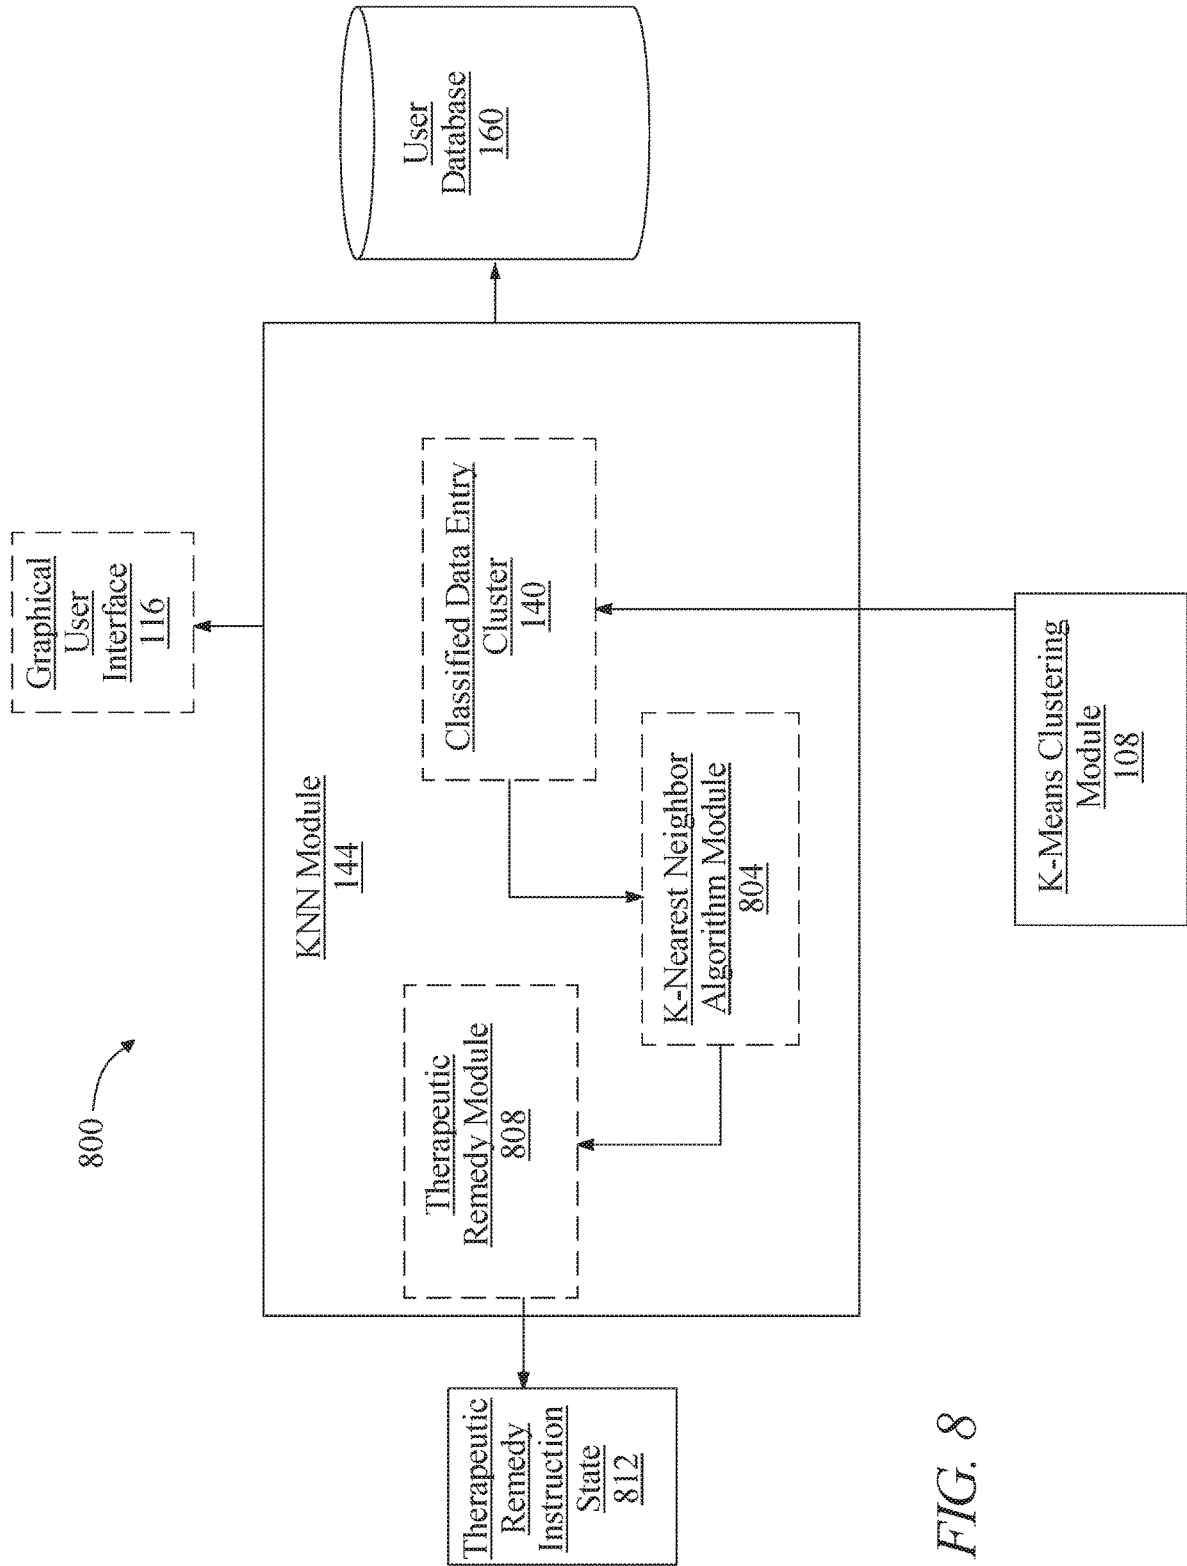 800
Graphical
User
Interface
116
KNN Module
144
User
Database
160
Therapeutic
Remedy
Instruction
State
812
Therapeutic
Remedy Module
808
Classified Data Entry
Cluster
140
K-Nearest Neighbor
Algorithm Module
804
K-Means Clustering
Module
108
FIG. 8